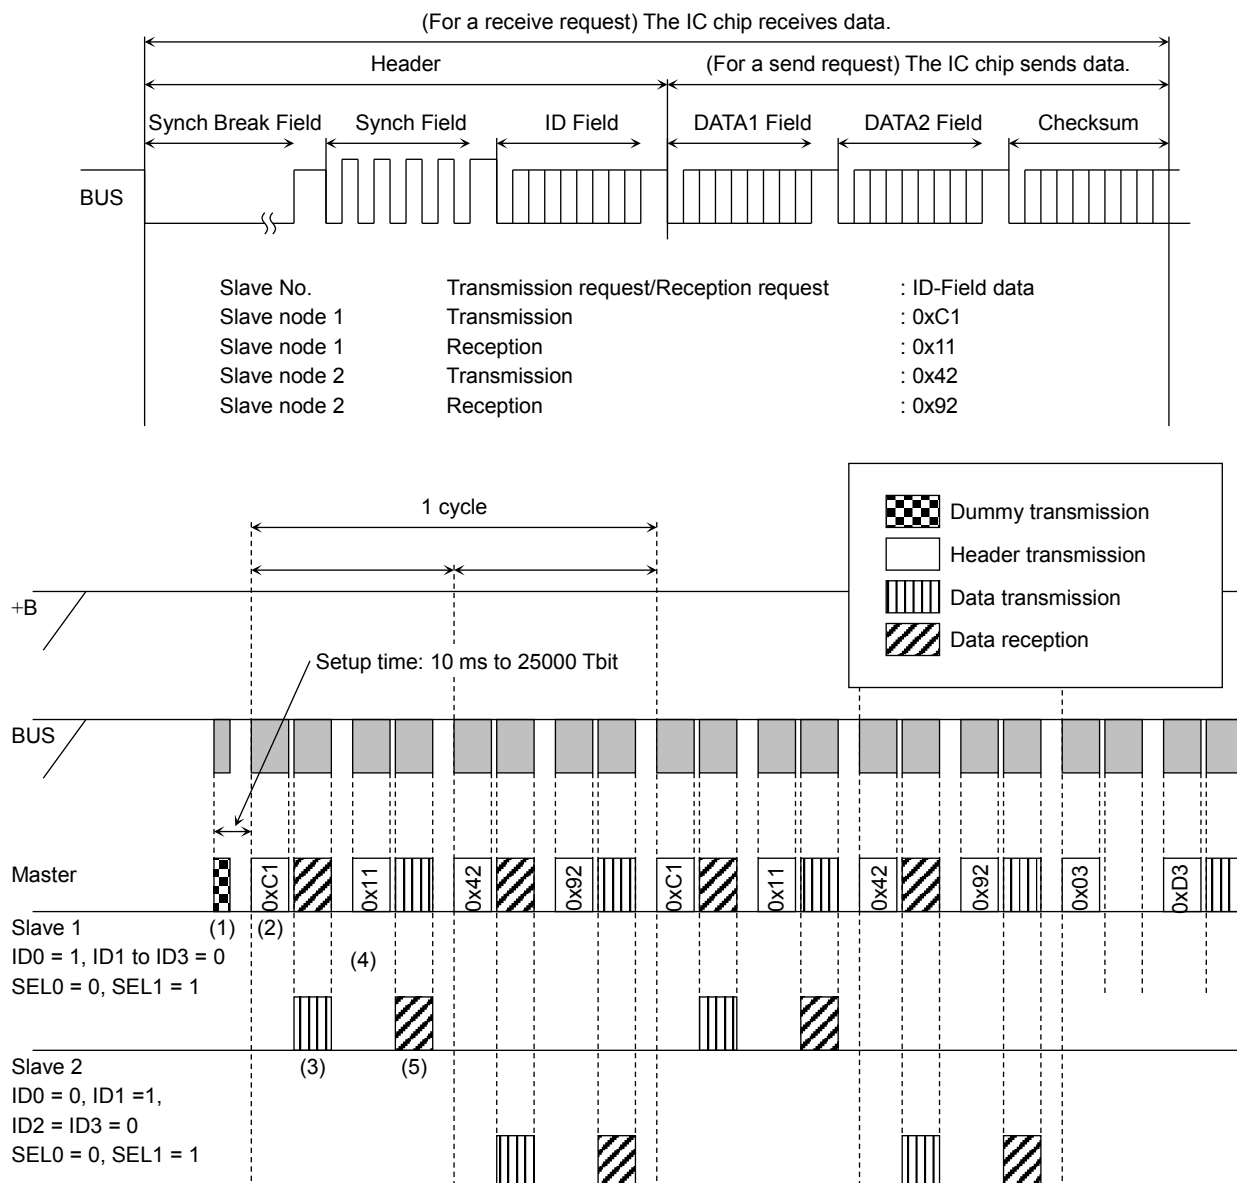 (For a receive request) The IC chip receives data.
Header
(For a send request) The IC chip sends data.
Synch Break Field
Synch Field
ID Field
DATA1 Field
DATA2 Field
Checksum
BUS
Slave No. Transmission request/Reception request : ID-Field data
Slave node 1 Transmission : 0xC1
Slave node 1 Reception : 0x11
Slave node 2 Transmission : 0x42
Slave node 2 Reception : 0x92
1 cycle
Dummy transmission
Header transmission
Data transmission
Data reception
+B
Setup time: 10 ms to 25000 Tbit
BUS
Master
0xC1
0x11
0x42
0x92
0xC1
0x11
0x42
0x92
0x03
0xD3
Slave 1
(1) (2)
ID0 = 1, ID1 to ID3 = 0
(4)
SEL0 = 0, SEL1 = 1
Slave 2
(3) (5)
ID0 = 0, ID1 =1,
ID2 = ID3 = 0
SEL0 = 0, SEL1 = 1